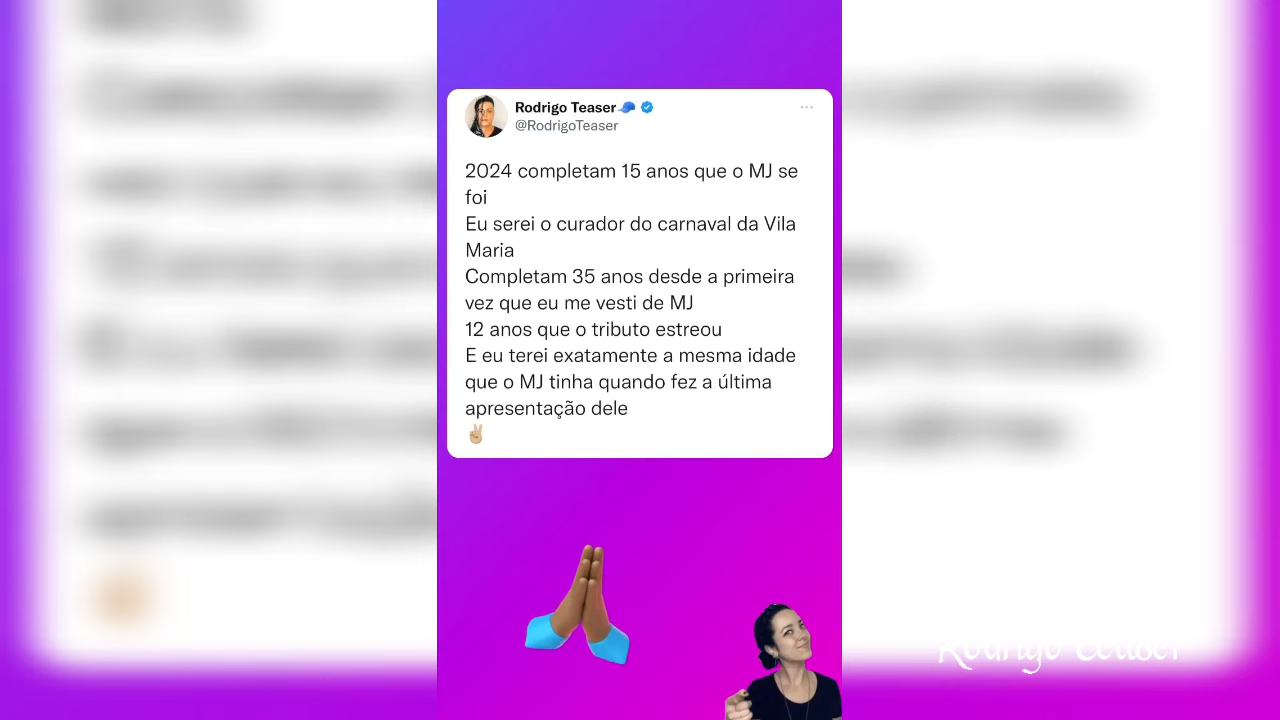 Rodrigo Teaser
@RodrigoTeaser
2024 completam 15 anos que o MJ se
foi
Eu serei o curador do carnaval da Vila
Maria
Completam 35 anos desde a primeira
vez que eu me vesti de MJ
12 anos que o tributo estreou
E eu terei exatamente a mesma idade
que o MJ tinha quando fez a última
apresentação dele
Rodrigo Teaser